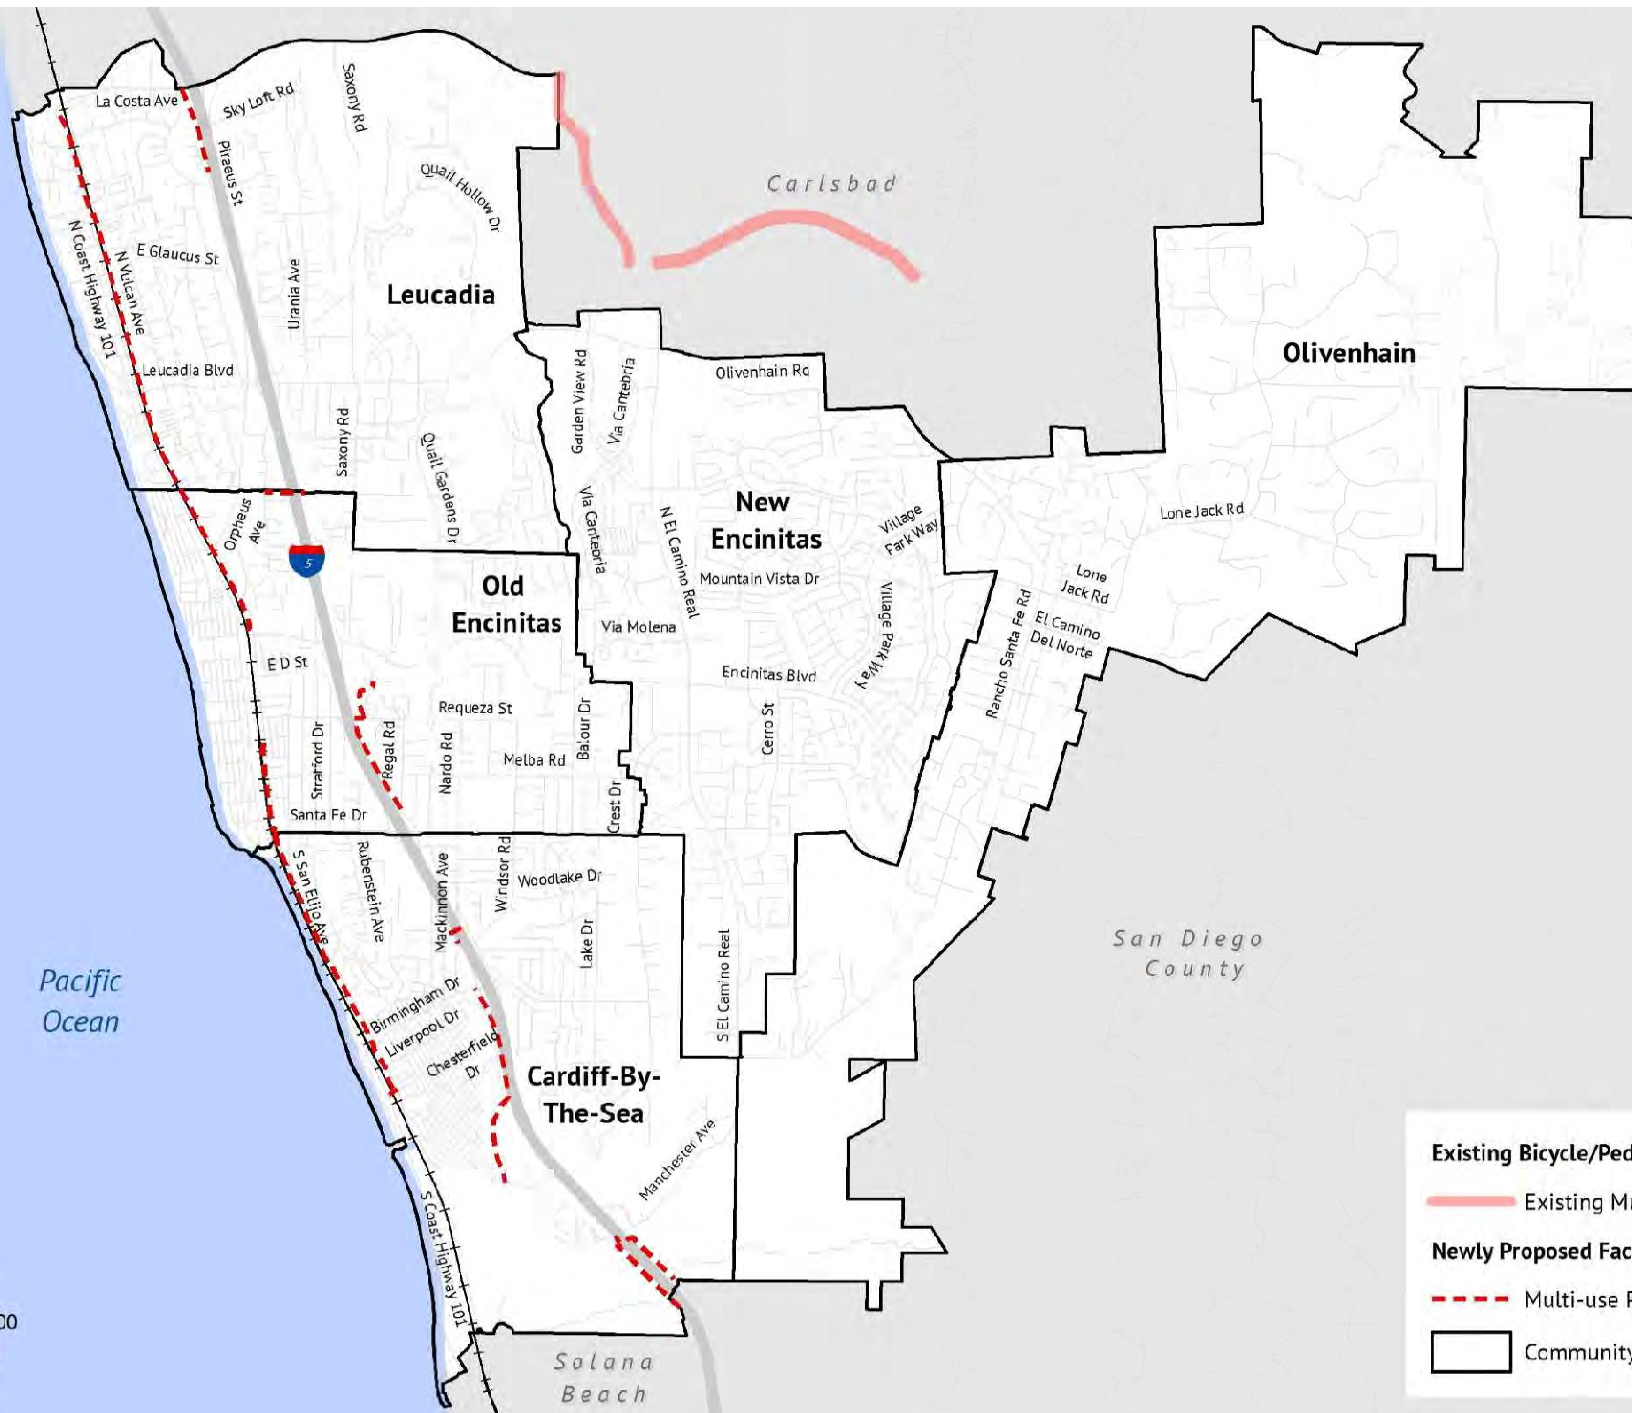 La Costa Ave
Sky Loft Rd
Saxony Rd
Piraeus St
Quail Hollow Dr
Carlsbad
N Coast Highway 101
N Vulcan Ave
E Glaucus St
Urania Ave
Leucadia
Olivenhain
Leucadia Blvd
Garden View Rd
Via Cantebria
Olivenhain Rd
Saxony Rd
Quail Gardens Dr
Orpheus
Ave
Via Cantebria
N El Camino Real
New
Encinitas
Village
Park Way
Lone Jack Rd
5
Old
Encinitas
Mountain Vista Dr
Lone
Jack Rd
Village Park Way
Rancho Santa Fe Rd
El Camino
Del Norte
Via Molena
E D St
Encinitas Blvd
Requeza St
Balour Dr
Cerro St
Stratford Dr
Regal Rd
Nardo Rd
Melba Rd
Crest Dr
Santa Fe Dr
S San Elijo Ave
Rubenstein Ave
Mackinnon Ave
Windsor Rd
Woodlake Dr
Lake Dr
S El Camino Real
San Diego
County
Pacific
Ocean
Birmingham Dr
Liverpool Dr
Chesterfield
Dr
Cardiff-By-
The-Sea
Manchester Ave
S Coast Highway 101
Solana
Beach
00
Existing Bicycle/Ped
Existing Mu
Newly Proposed Fac
Multi-use P
Community